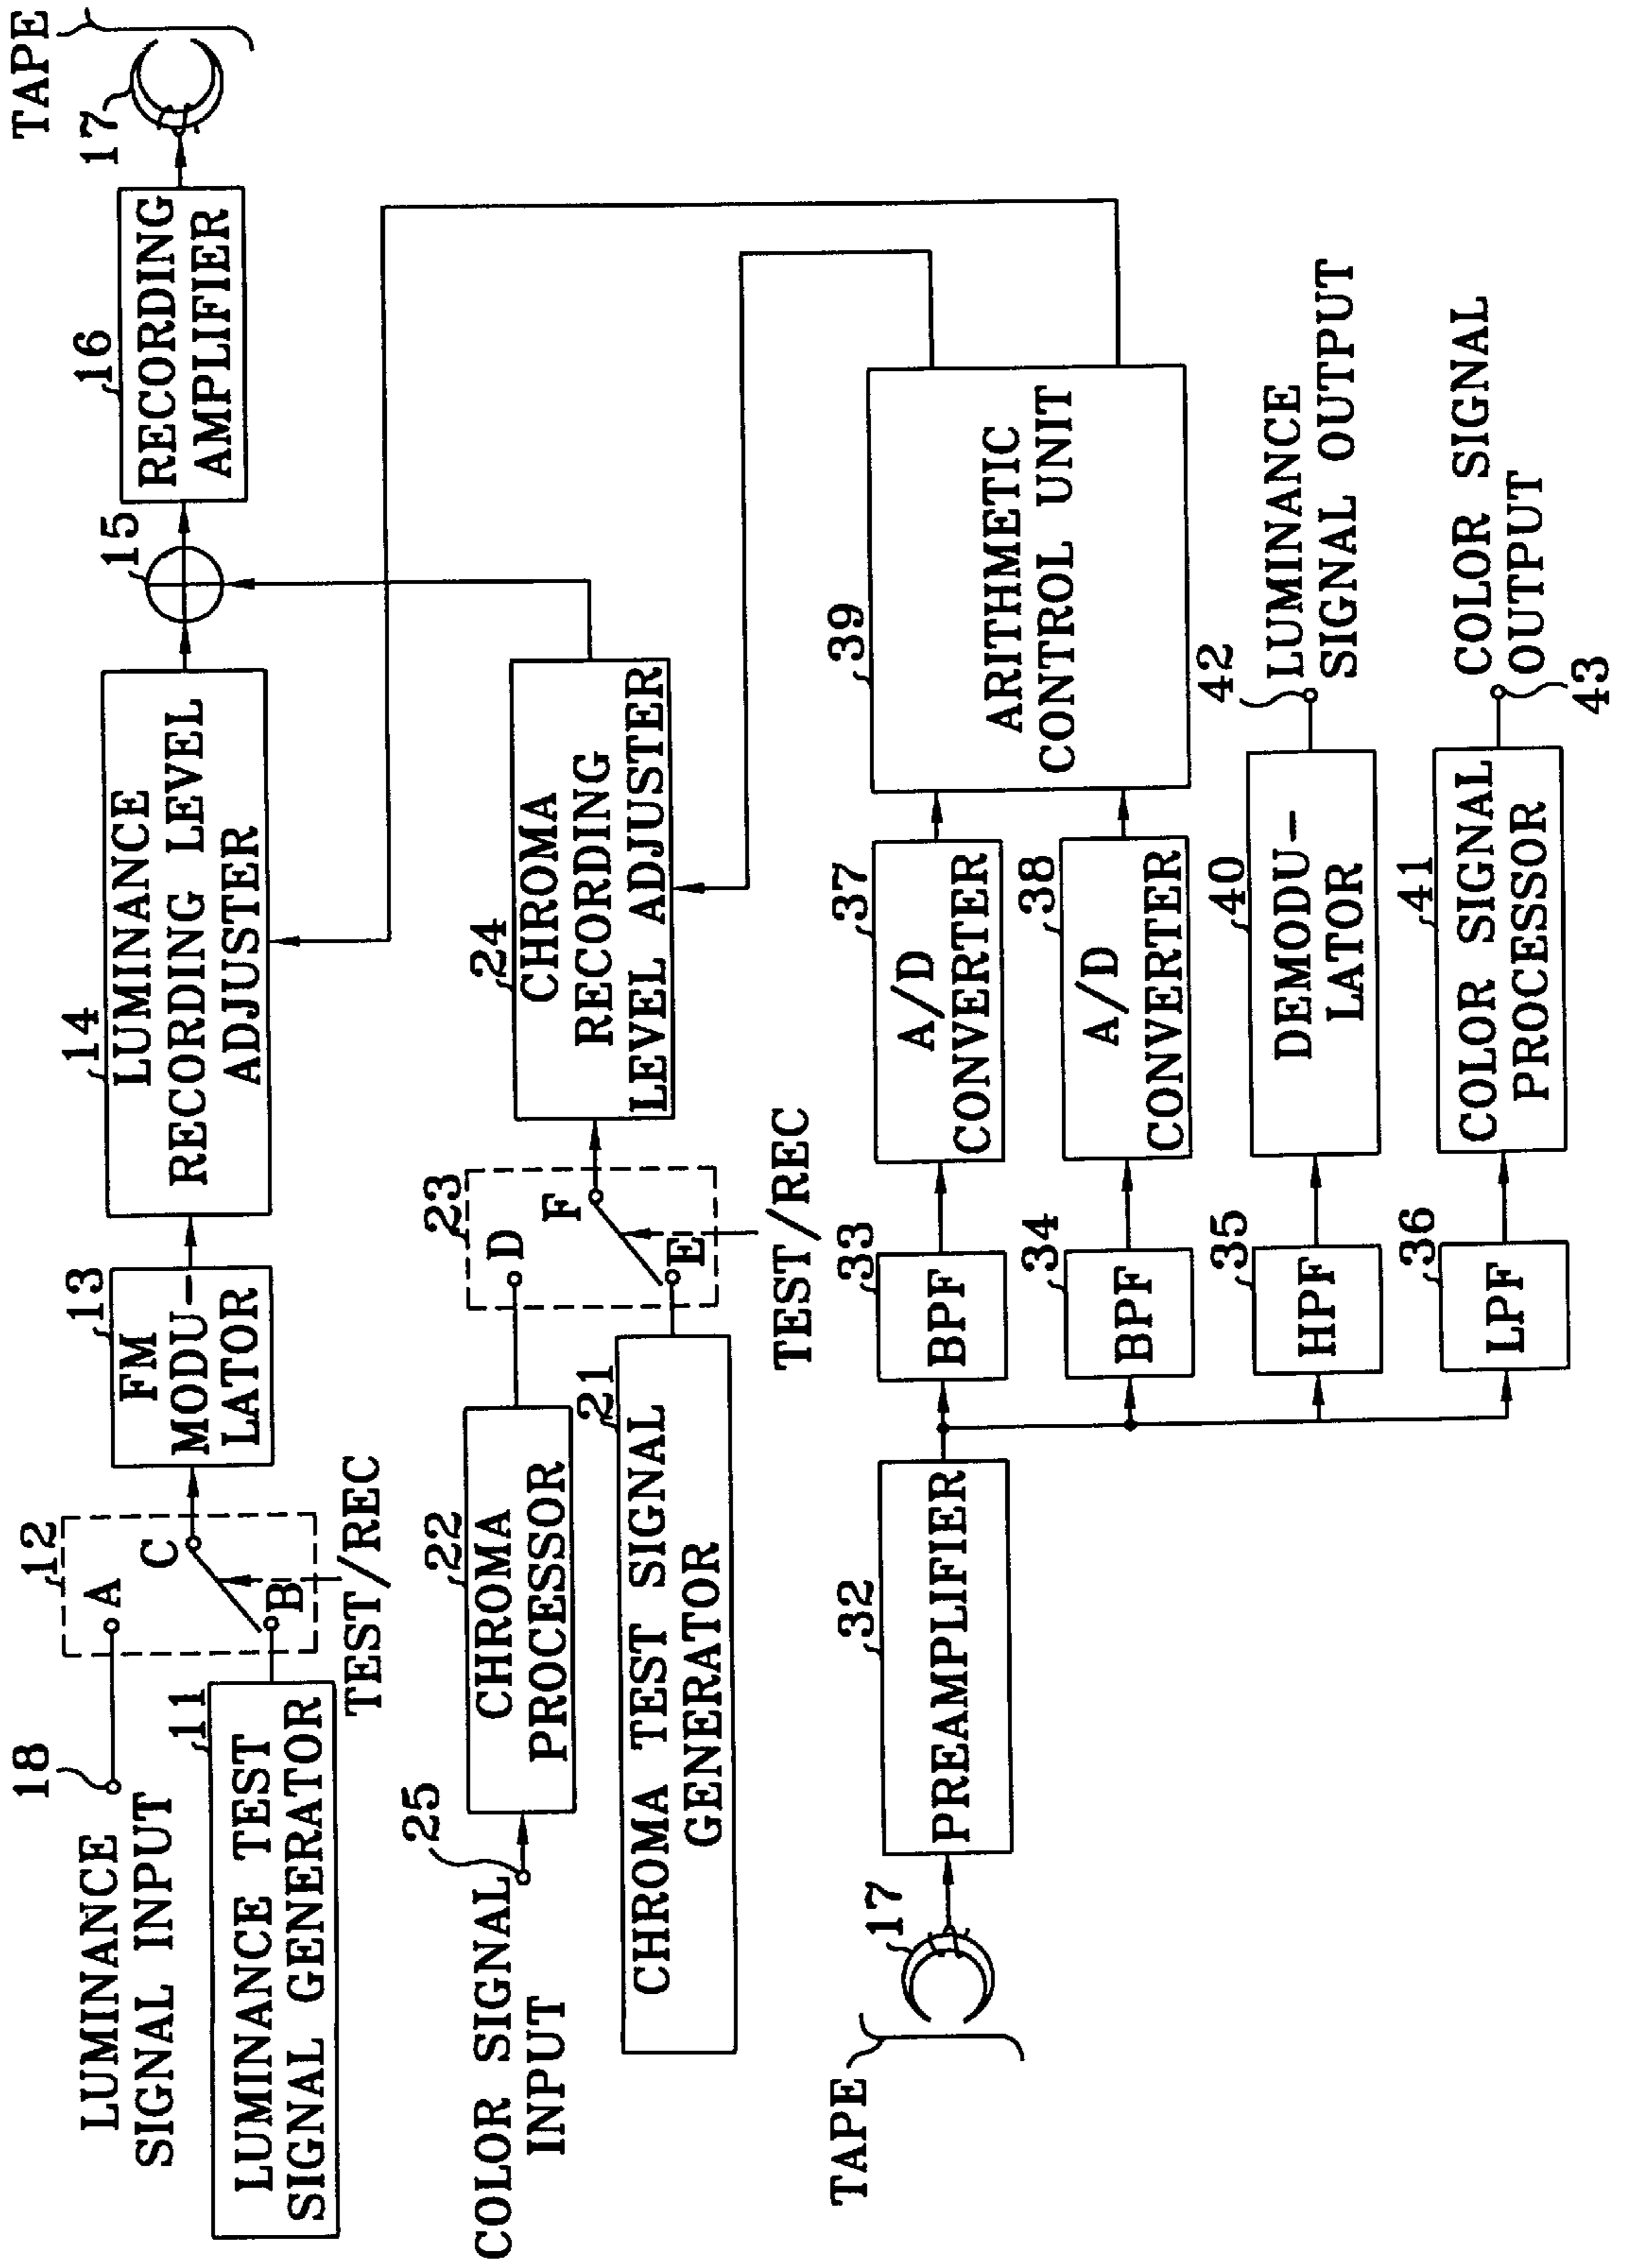 LUMINANCE
SIGNAL INPUT
18
LUMINANCE TEST
SIGNAL GENERATOR
11
12
A
B
C
TEST/REC
FM
MODU-
LATOR
13
LUMINANCE
RECORDING LEVEL
ADJUSTER
14
15
RECORDING
AMPLIFIER
16
17
TAPE
COLOR SIGNAL
INPUT
25
CHROMA
PROCESSOR
22
CHROMA TEST SIGNAL
GENERATOR
21
23
D
E
F
TEST/REC
CHROMA
RECORDING
LEVEL ADJUSTER
24
TAPE
17
PREAMPLIFIER
32
BPF
33
BPF
34
HPF
35
LPF
36
A/D
CONVERTER
37
A/D
CONVERTER
38
DEMODU-
LATOR
40
COLOR SIGNAL
PROCESSOR
41
ARITHMETIC
CONTROL UNIT
39
42
LUMINANCE
SIGNAL OUTPUT
43
COLOR SIGNAL
OUTPUT